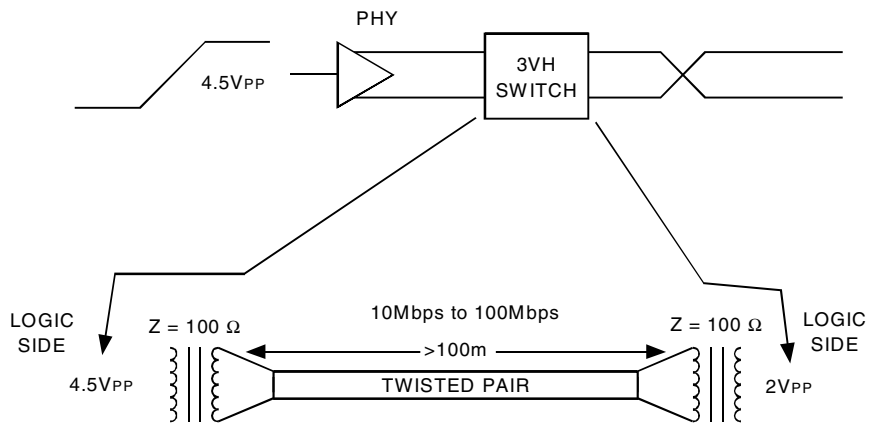 PHY
4.5VPP
3VH
SWITCH
10Mbps to 100Mbps
LOGIC
SIDE
Z = 100 Ω
Z = 100 Ω
LOGIC
SIDE
>100m
4.5VPP
TWISTED PAIR
2VPP